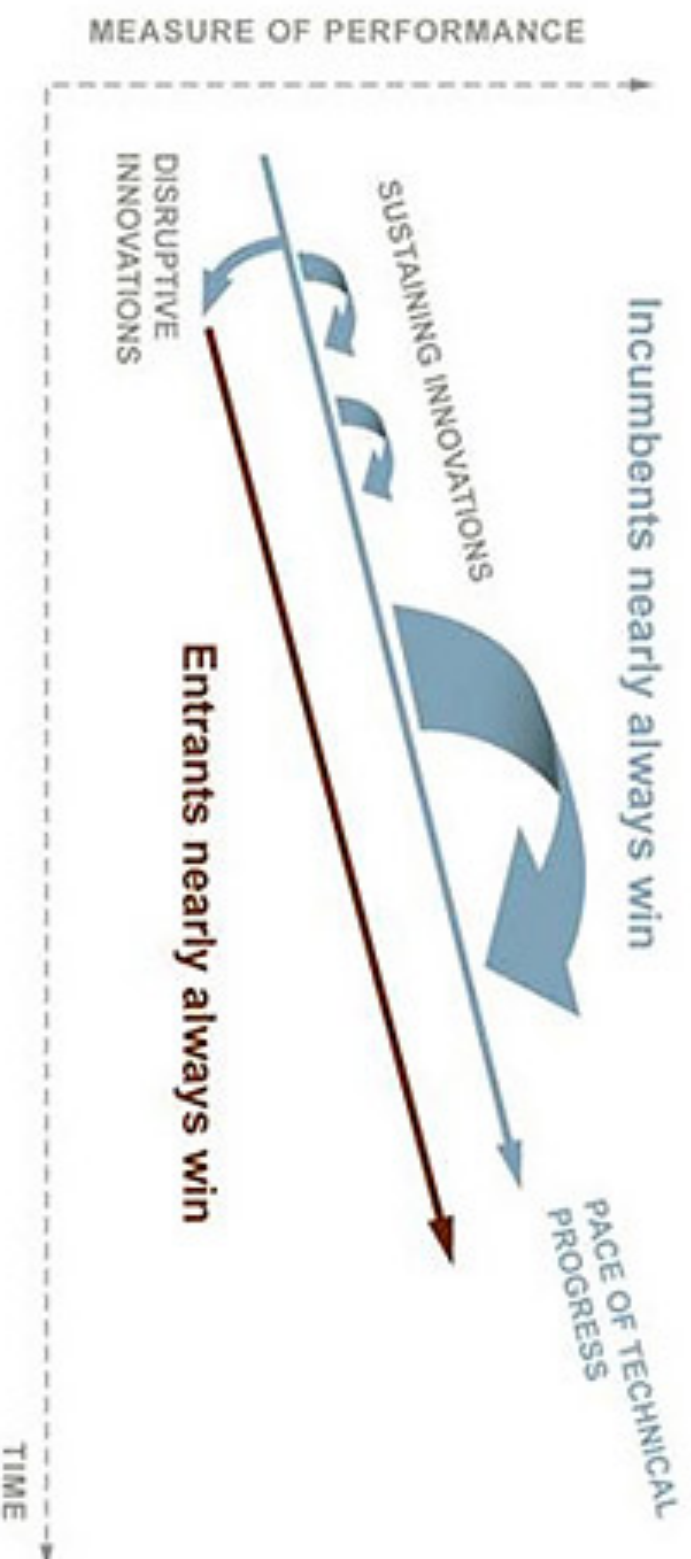 MEASURE OF PERFORMANCE
Incumbents nearly always win
SUSTAINING INNOVATIONS
DISRUPTIVE
INNOVATIONS
Entrants nearly always win
PACE OF TECHNICAL
PROGRESS
TIME